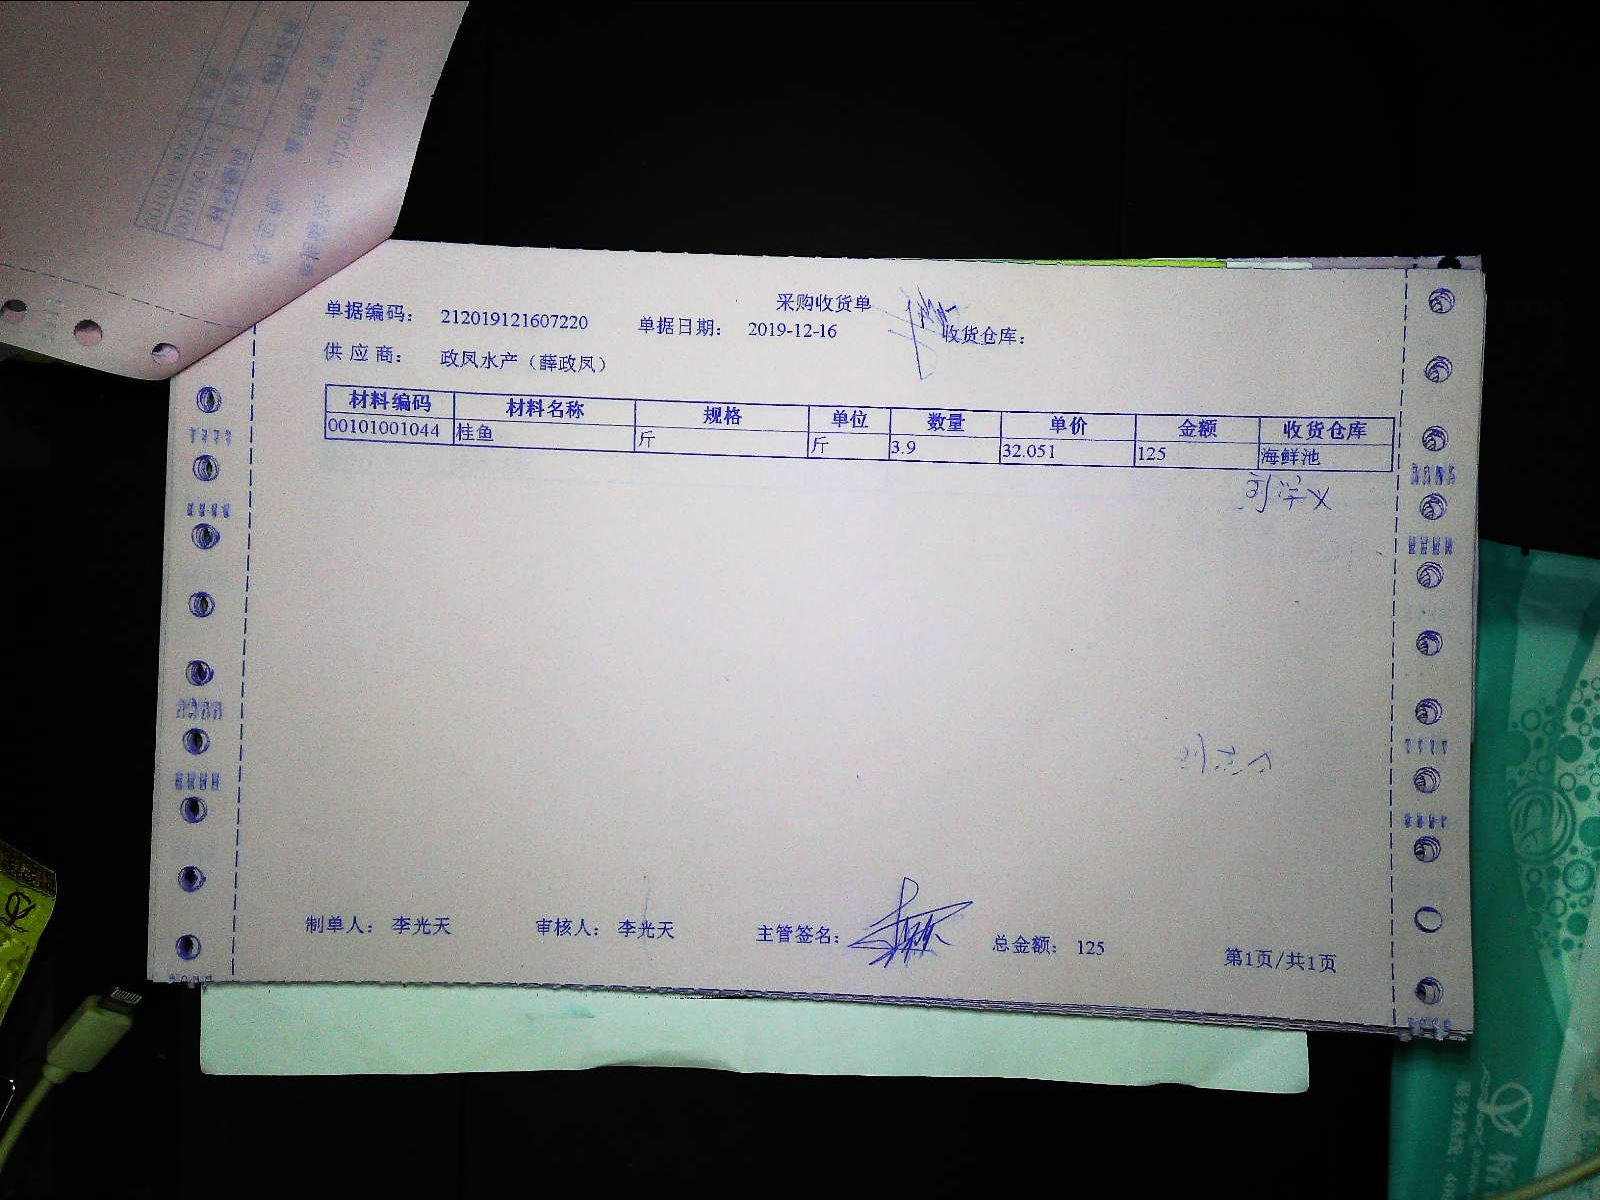 采购收货单
单据编码： 212019121607220 单据日期： 2019-12-16 收货仓库：
供 应 商： 政凤水产（薛政凤）
材料编码 材料名称 规格 单位 数量 单价 金额 收货仓库
00101001044 桂鱼 斤 斤 3.9 32.051 125 海鲜池
制单人： 李光天 审核人： 李光天 主管签名： 总金额： 125 第1页/共1页